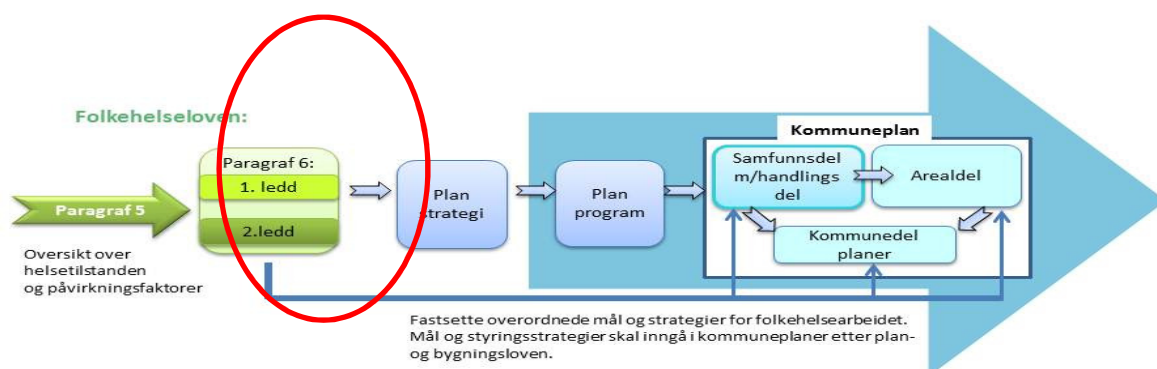 Folkehelseloven:
Paragraf 5
Oversikt over
helsetilstanden
og påvirkningsfaktorer
Paragraf 6:
1. ledd
2.ledd
Plan
strategi
Plan
program
Kommuneplan
Samfunnsdel
m/handlings
del
Arealdel
Kommunedel
planer
Fastsette overordnede mål og strategier for folkehelsearbeidet.
Mål og styringsstrategier skal inngå i kommuneplaner etter plan-
og bygningsloven.